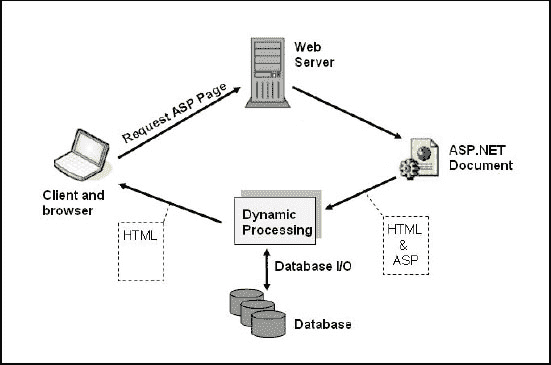 Web
Server
Request ASP Page
ASP.NET
Document
Client and
browser
HTML
Dynamic
Processing
HTML
&
ASP
Database I/O
Database